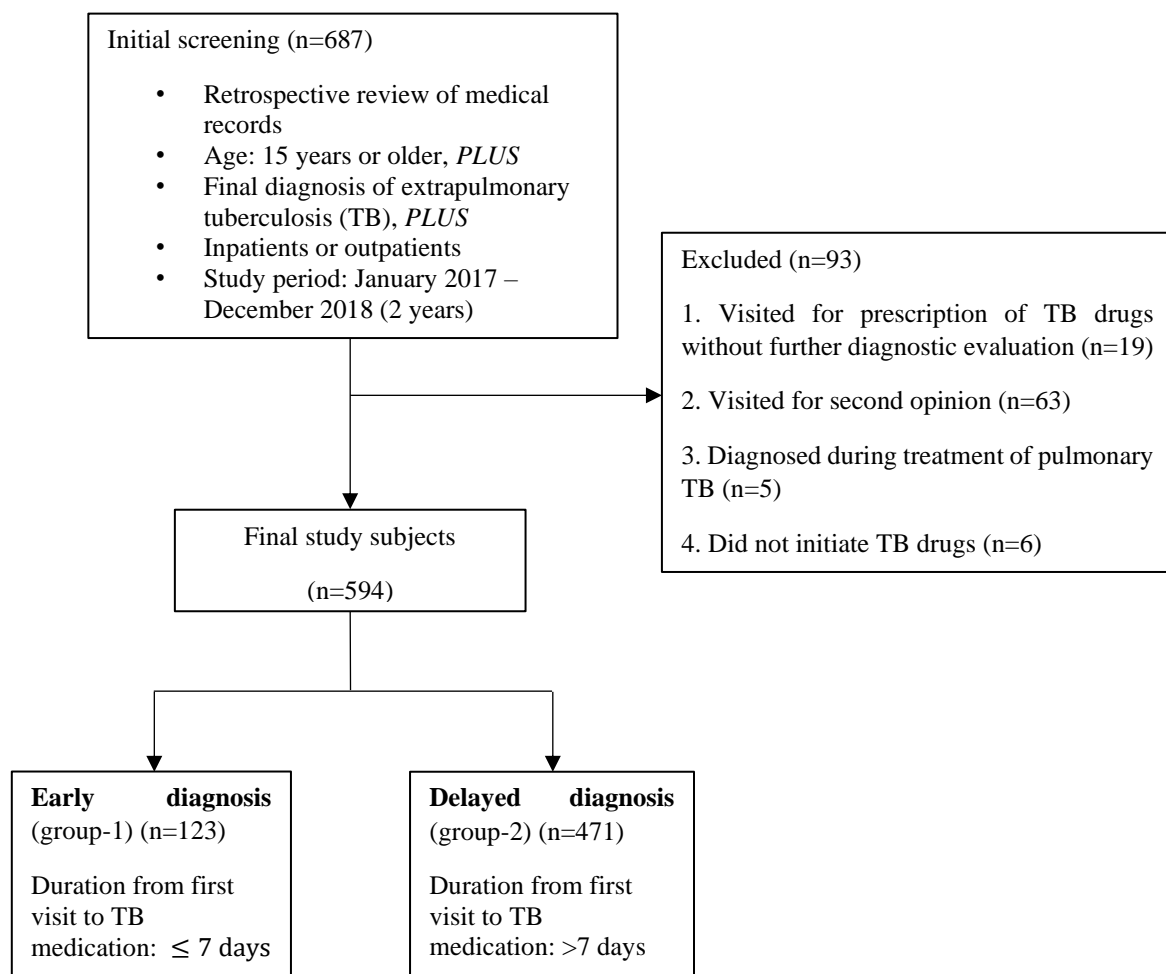 Initial screening (n=687)
• Retrospective review of medical
records
• Age: 15 years or older, PLUS
• Final diagnosis of extrapulmonary
tuberculosis (TB), PLUS
• Inpatients or outpatients
• Study period: January 2017 –
December 2018 (2 years)
Excluded (n=93)
1. Visited for prescription of TB drugs
without further diagnostic evaluation (n=19)
2. Visited for second opinion (n=63)
3. Diagnosed during treatment of pulmonary
TB (n=5)
4. Did not initiate TB drugs (n=6)
Final study subjects
(n=594)
Early diagnosis
(group-1) (n=123)
Duration from first
visit to TB
medication: ≤ 7 days
Delayed diagnosis
(group-2) (n=471)
Duration from first
visit to TB
medication: >7 days